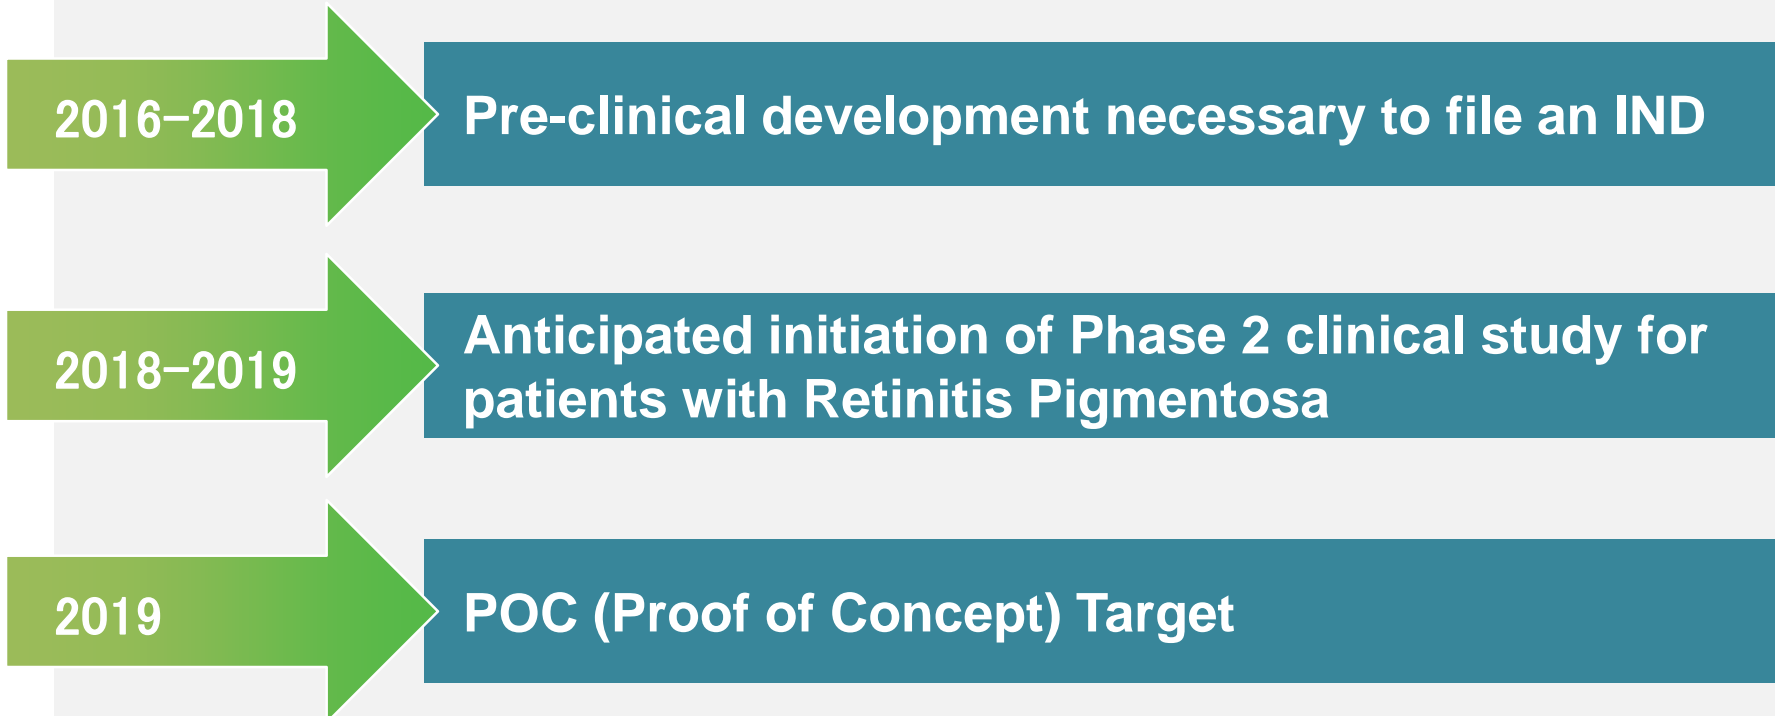 2016-2018
Pre-clinical development necessary to file an IND
2018-2019
Anticipated initiation of Phase 2 clinical study for
patients with Retinitis Pigmentosa
2019
POC (Proof of Concept) Target